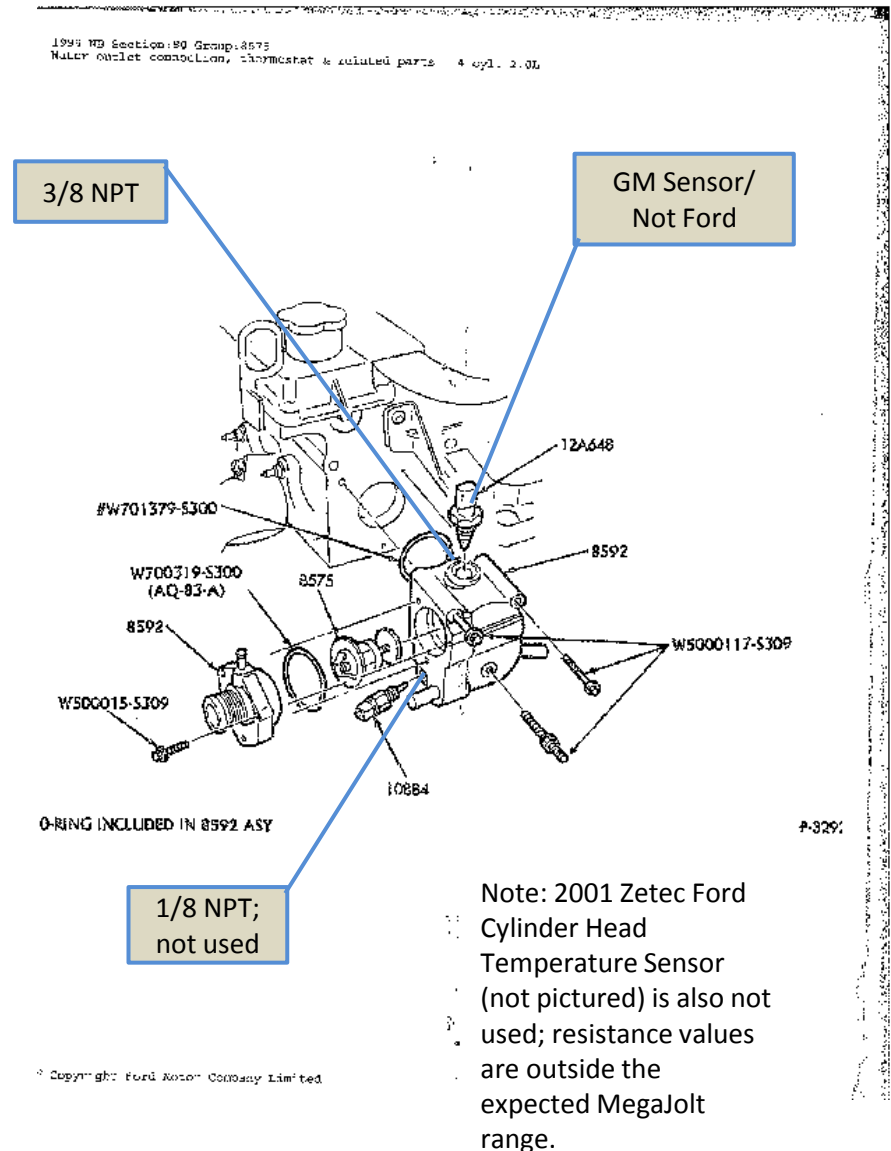 Section:90 Group:8575
Water outlet connection, thermostat & related parts 4 cyl. 2.0L
3/8 NPT
GM Sensor/
Not Ford
12A648
#W701379-S300
8592
W700319-S300
(AQ-83-A)
8575
8592
W5000117-S309
W500015-S309
10884
O-RING INCLUDED IN 8592 ASY
1/8 NPT;
not used
Note: 2001 Zetec Ford
Cylinder Head
Temperature Sensor
(not pictured) is also not
used; resistance values
are outside the
expected MegaJolt
range.
Copyright Ford Motor Company Limited